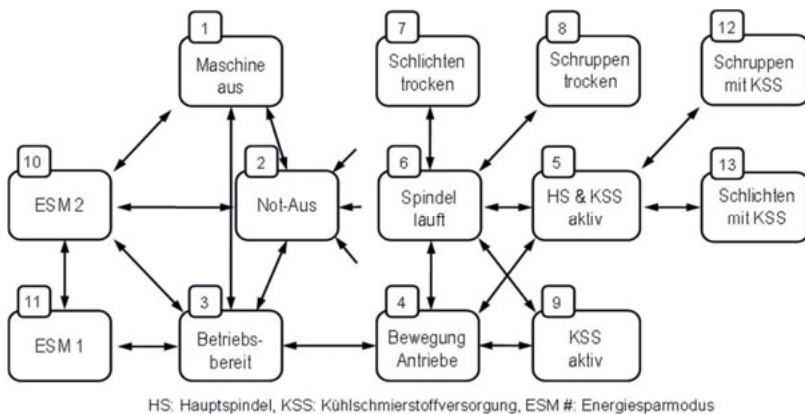 1
Maschine
aus
7
Schlichten
trocken
8
Schruppen
trocken
12
Schruppen
mit KSS
10
ESM 2
2
Not-Aus
6
Spindel
lauft
5
HS & KSS
aktiv
13
Schlichten
mit KSS
11
ESM 1
3
Betriebs-
bereit
4
Bewegung
Antriebe
9
KSS
aktiv
HS: Hauptspindel, KSS: Kühlschmierstoffversorgung, ESM #: Energiesparmodus